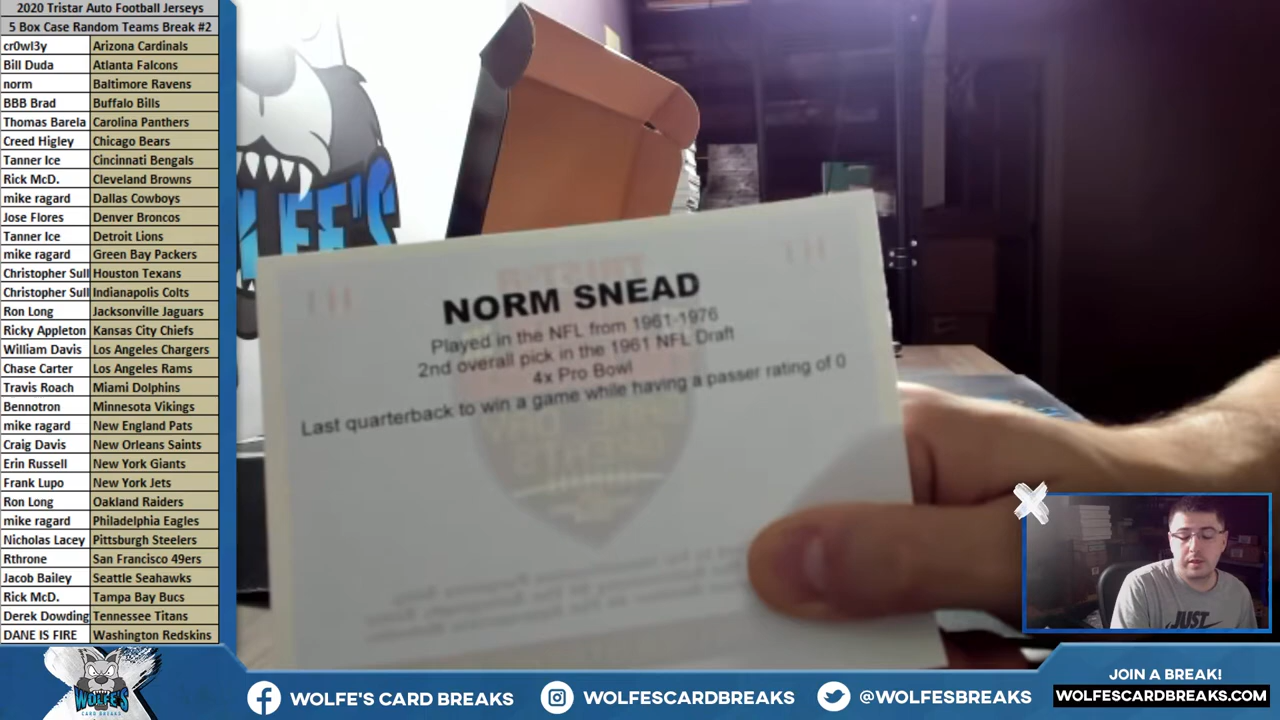 2020 Tristar Auto Football Jerseys
5 Box Case Random Teams Break #2
cr0wl3y Arizona Cardinals
Bill Duda Atlanta Falcons
norm Baltimore Ravens
BBB Brad Buffalo Bills
Thomas Barela Carolina Panthers
Creed Higley Chicago Bears
Tanner Ice Cincinnati Bengals
Rick McD. Cleveland Browns
mike ragard Dallas Cowboys
Jose Flores Denver Broncos
Tanner Ice Detroit Lions
mike ragard Green Bay Packers
Christopher Sull Houston Texans
Christopher Sull Indianapolis Colts
Ron Long Jacksonville Jaguars
Ricky Appleton Kansas City Chiefs
William Davis Los Angeles Chargers
Chase Carter Los Angeles Rams
Travis Roach Miami Dolphins
Bennotron Minnesota Vikings
mike ragard New England Pats
Craig Davis New Orleans Saints
Erin Russell New York Giants
Frank Lupo New York Jets
Ron Long Oakland Raiders
mike ragard Philadelphia Eagles
Nicholas Lacey Pittsburgh Steelers
Rthrone San Francisco 49ers
Jacob Bailey Seattle Seahawks
Rick McD. Tampa Bay Bucs
Derek Dowding Tennessee Titans
DANE IS FIRE Washington Redskins
NORM SNEAD
Played in the NFL from 1961-1976
2nd overall pick in the 1961 NFL Draft
4x Pro Bowl
Last quarterback to win a game while having a passer rating of 0
JUST
WOLFE'S
CARD BREAKS
WOLFE'S CARD BREAKS
WOLFESCARDBREAKS
@WOLFESBREAKS
JOIN A BREAK!
WOLFESCARDBREAKS.COM